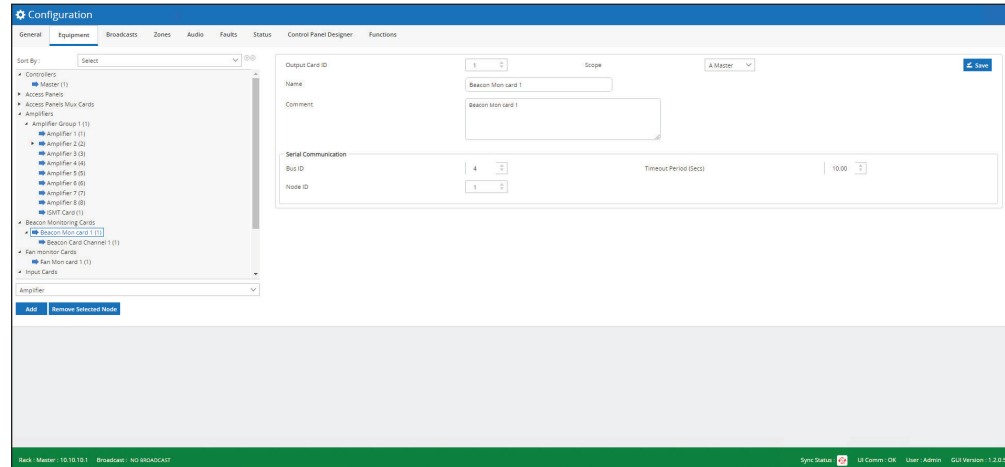 Configuration
General Equipment Broadcasts Zones Audio Faults Status Control Panel Designer Functions
Sort By : Select
Controllers
Master (1)
Access Panels
Access Panels Mux Cards
Amplifiers
Amplifier Group 1 (1)
Amplifier 1 (1)
Amplifier 2 (2)
Amplifier 3 (3)
Amplifier 4 (4)
Amplifier 5 (5)
Amplifier 6 (6)
Amplifier 7 (7)
Amplifier 8 (8)
ISMT Card (1)
Beacon Monitoring Cards
Beacon Mon card 1 (1)
Beacon Card Channel 1 (1)
Fan monitor Cards
Fan Mon card 1 (1)
Input Cards
Amplifier
Add Remove Selected Node
Output Card ID 1 Scope A Master Save
Name Beacon Mon card 1
Comment Beacon Mon card 1
Serial Communication
Bus ID 4 Timeout Period (Secs) 10.00
Node ID 1
Rack : Master : 10.10.10.1 Broadcast : NO BROADCAST Sync Status : UI Comm : OK User : Admin GUI Version : 1.2.0.